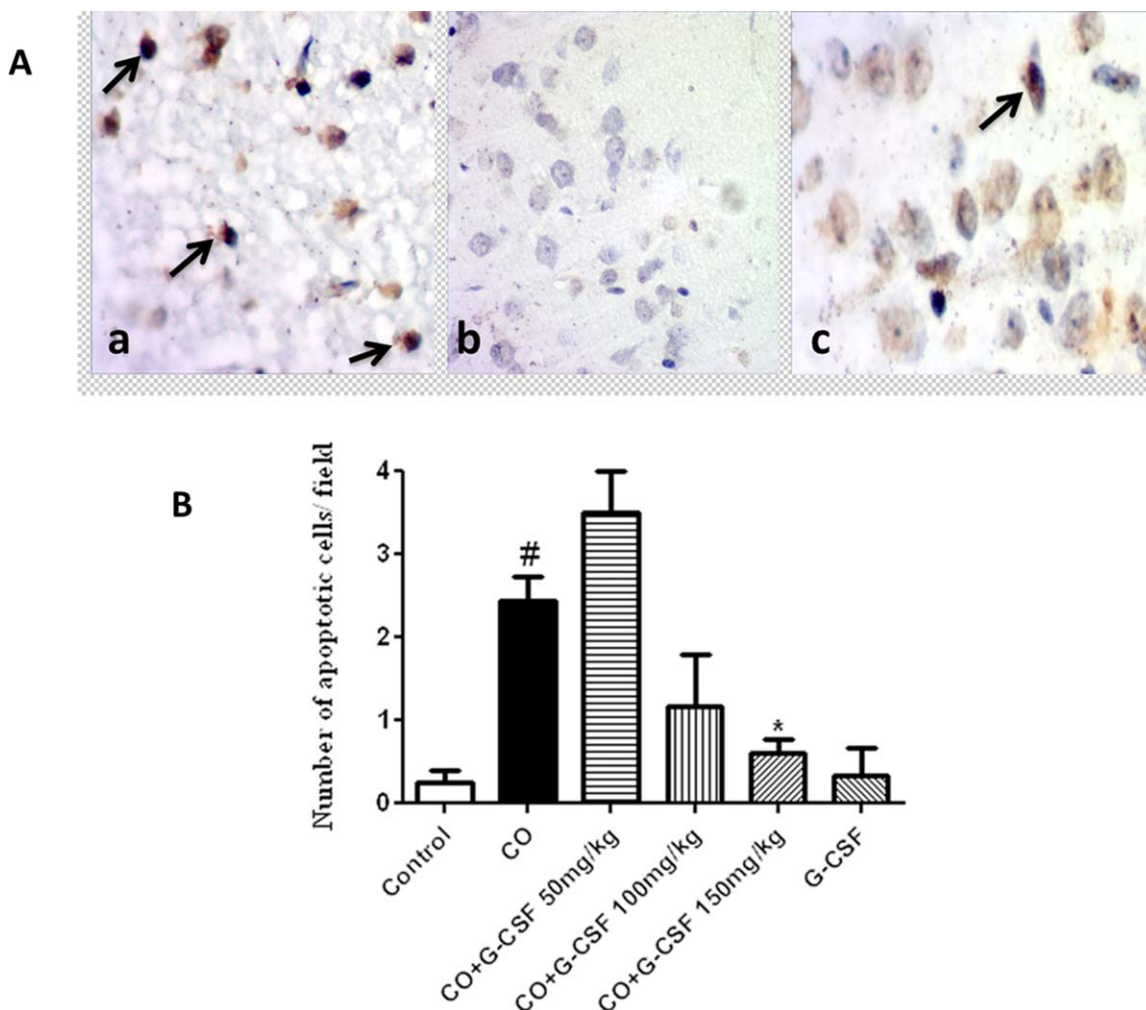 A
a
b
c
B
Number of apoptotic cells/ field
4
3
2
1
0
#
*
Control
CO
CO+G-CSF 50mg/kg
CO+G-CSF 100mg/kg
CO+G-CSF 150mg/kg
G-CSF